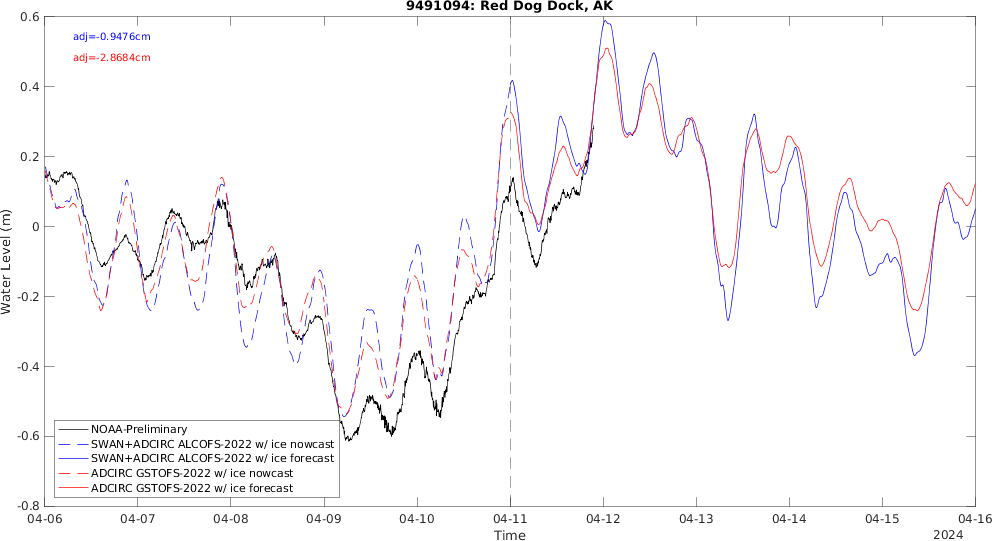 9491094: Red Dog Dock, AK
adj=-0.9476cm
adj=-2.8684cm
0.6
0.4
0.2
0
-0.2
-0.4
-0.6
-0.8
Water Level (m)
NOAA-Preliminary
SWAN+ADCIRC ALCOFS-2022 w/ ice nowcast
SWAN+ADCIRC ALCOFS-2022 w/ ice forecast
ADCIRC GSTOFS-2022 w/ ice nowcast
ADCIRC GSTOFS-2022 w/ ice forecast
04-06 04-07 04-08 04-09 04-10 04-11 04-12 04-13 04-14 04-15 04-16
Time
2024